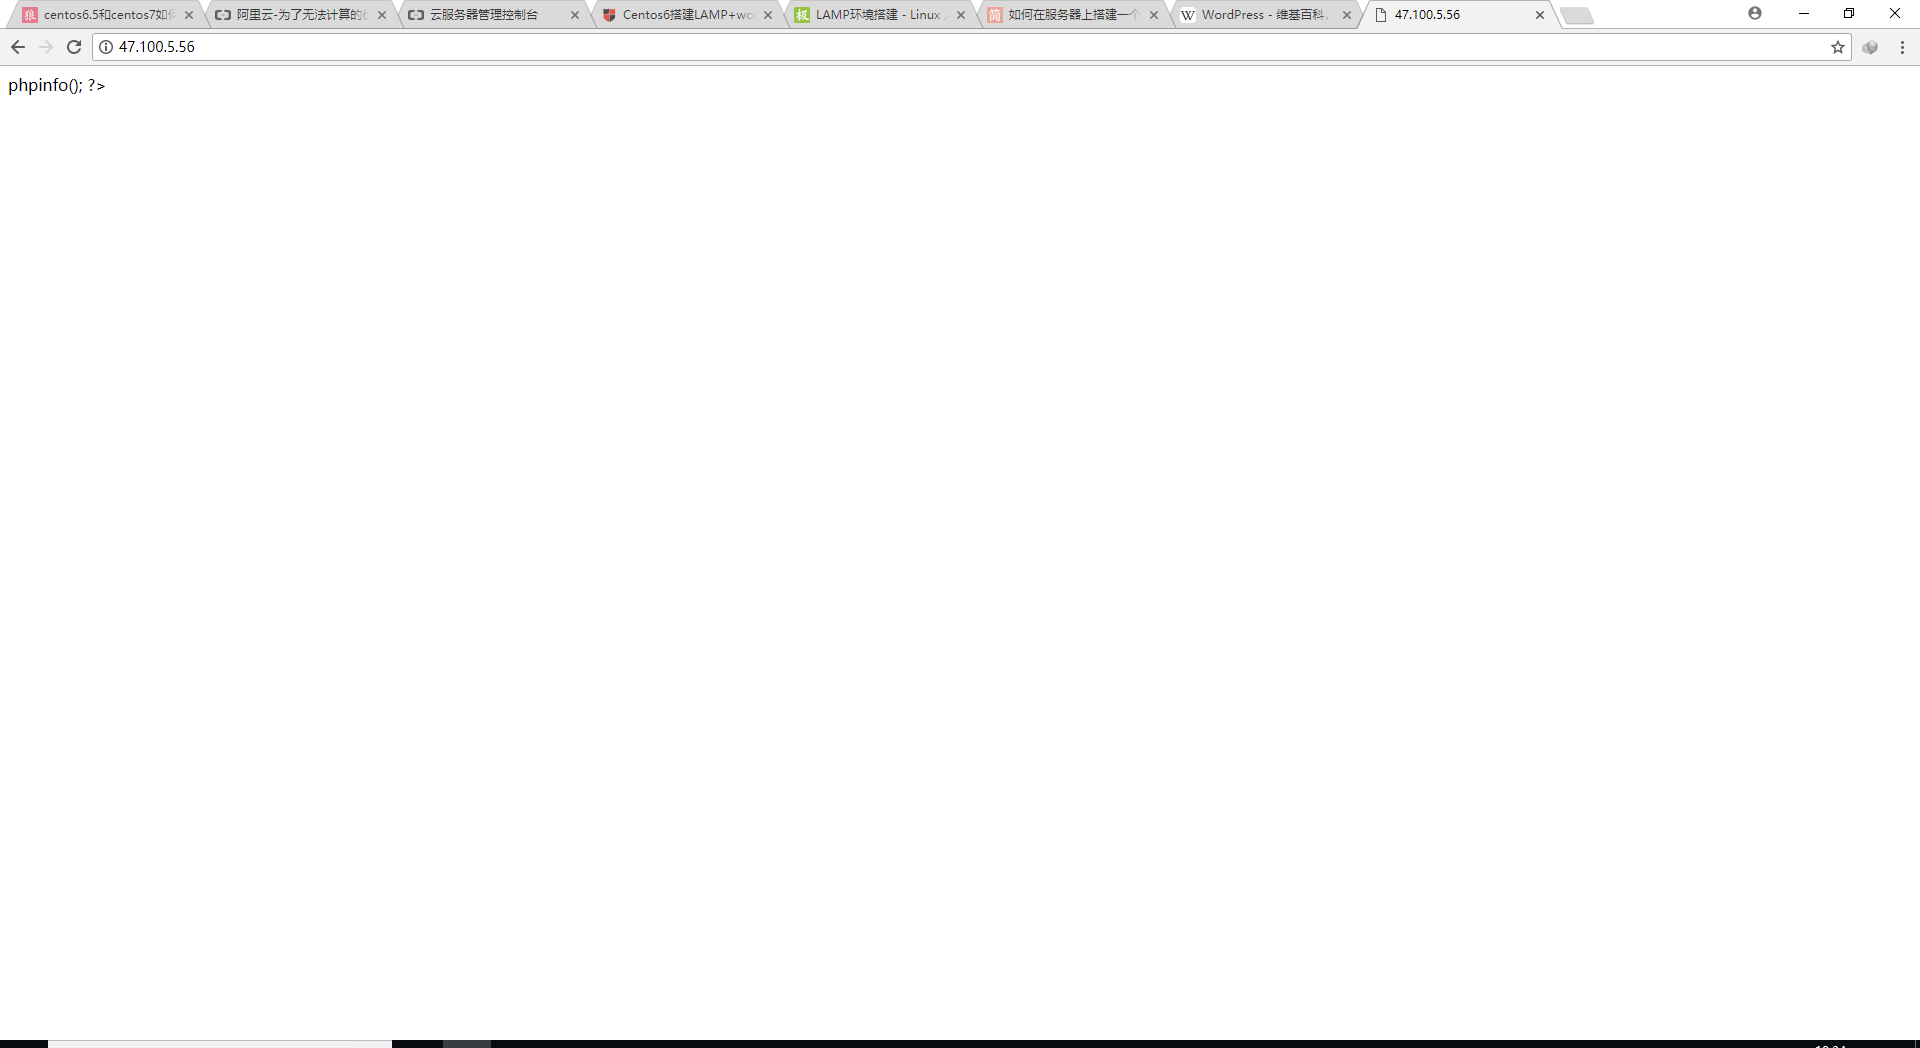 centos6.5和centos7如何
阿里云-为了无法计算的
云服务器管理控制台
Centos6搭建LAMP+wo
LAMP环境搭建 - Linux
如何在服务器上搭建一个
WordPress - 维基百科
47.100.5.56
47.100.5.56
phpinfo(); ?>